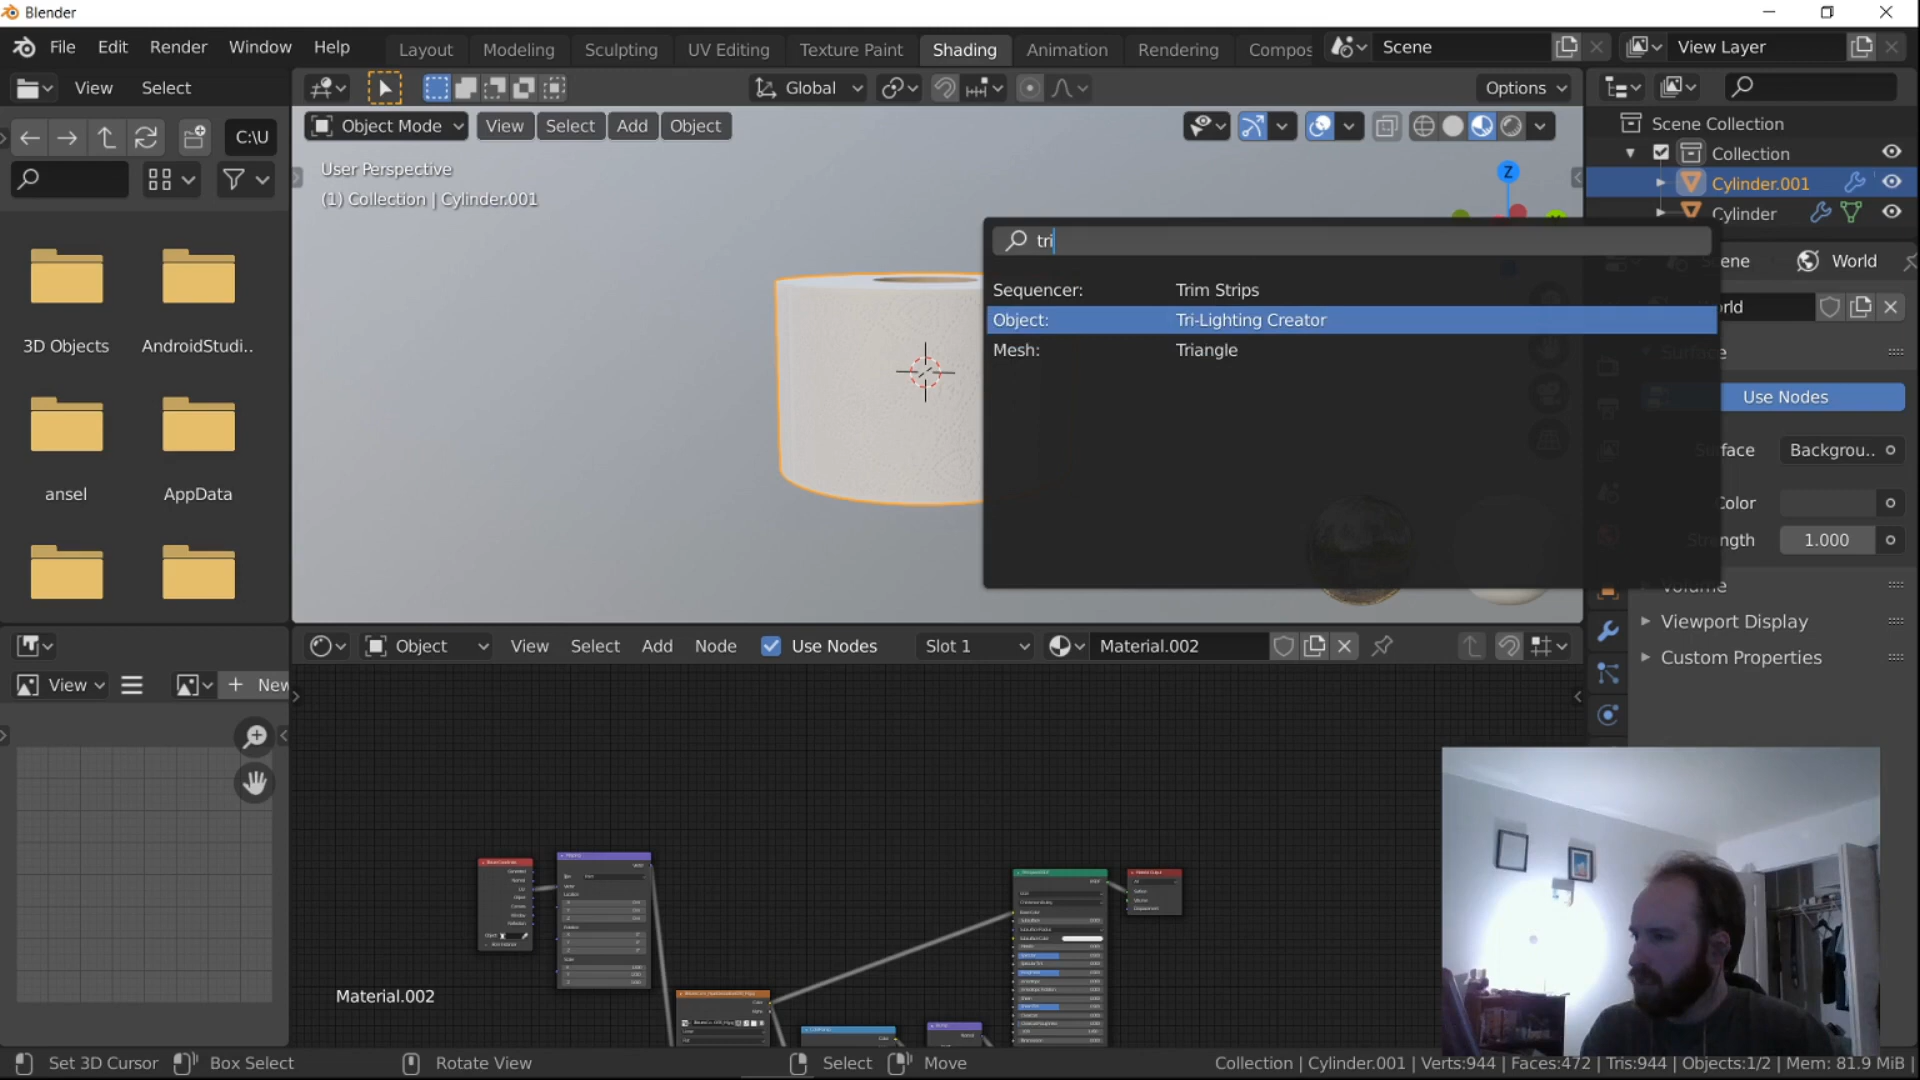 Blender
File Edit Render Window Help
Layout Modeling Sculpting UV Editing Texture Paint Shading Animation Rendering Compos
Scene
View Layer
View Select
Global
Options
C:\U
Object Mode View Select Add Object
User Perspective
(1) Collection | Cylinder.001
Z
Scene Collection
Collection
Cylinder.001
Cylinder
tri
Sequencer: Trim Strips
Object: Tri-Lighting Creator
Mesh: Triangle
World
Use Nodes
Backgrou..
1.000
Viewport Display
Custom Properties
3D Objects AndroidStudi..
ansel AppData
View New
Object View Select Add Node Use Nodes Slot 1 Material.002
Material.002
Set 3D Cursor Box Select Rotate View Select Move
Collection | Cylinder.001 | Verts:944 | Faces:472 | Tris:944 | Objects:1/2 | Mem: 81.9 MiB